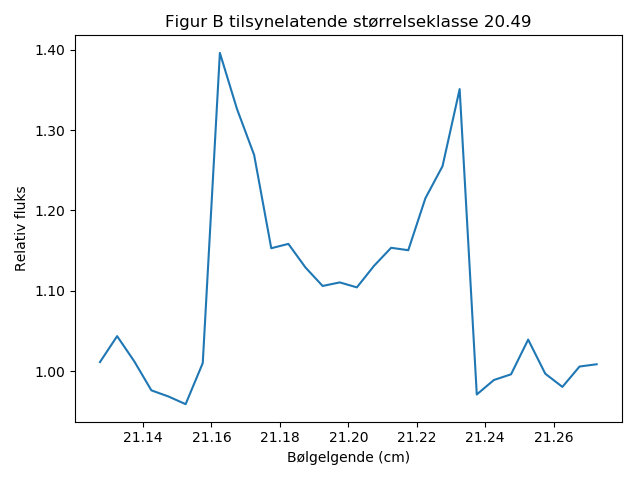 Figur B tilsynelatende størrelseklasse 20.49
1.40
1.30
1.20
1.10
1.00
Relativ fluks
21.14 21.16 21.18 21.20 21.22 21.24 21.26
Bølgelgende (cm)